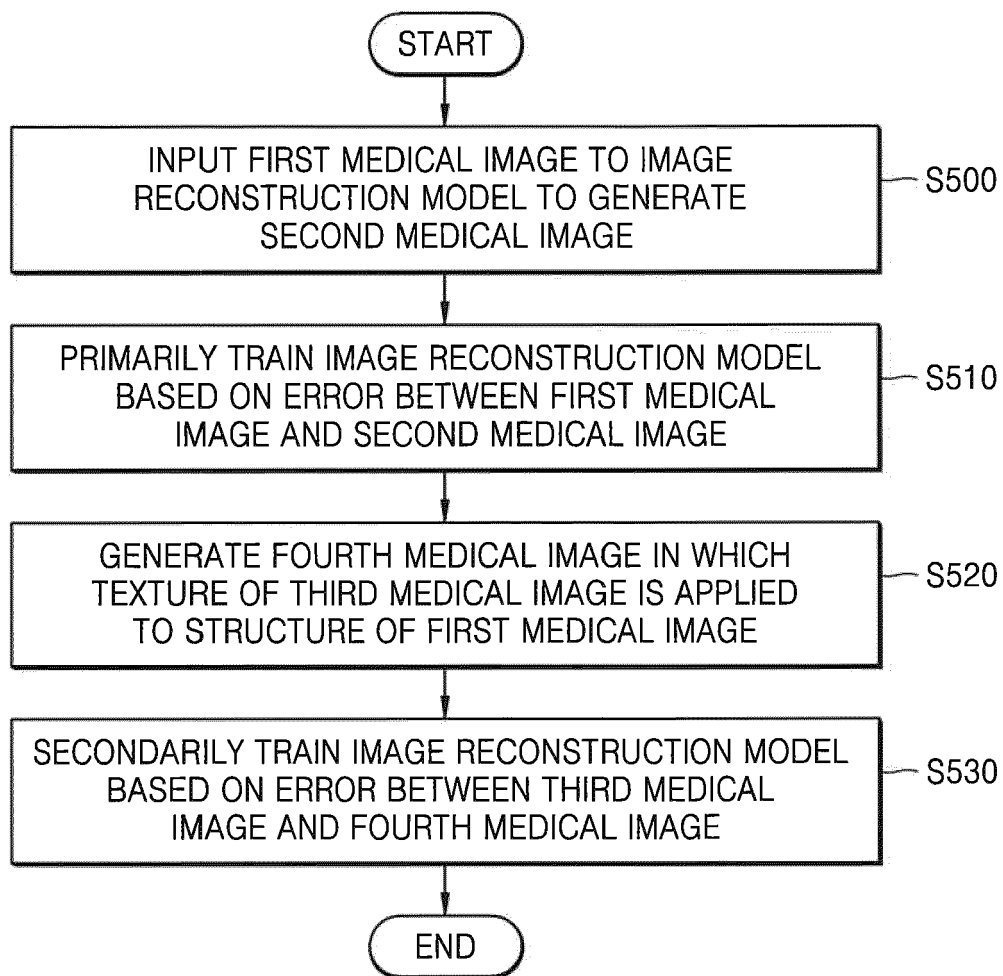 START
INPUT FIRST MEDICAL IMAGE TO IMAGE
RECONSTRUCTION MODEL TO GENERATE
SECOND MEDICAL IMAGE
S500
PRIMARILY TRAIN IMAGE RECONSTRUCTION MODEL
BASED ON ERROR BETWEEN FIRST MEDICAL
IMAGE AND SECOND MEDICAL IMAGE
S510
GENERATE FOURTH MEDICAL IMAGE IN WHICH
TEXTURE OF THIRD MEDICAL IMAGE IS APPLIED
TO STRUCTURE OF FIRST MEDICAL IMAGE
S520
SECONDARILY TRAIN IMAGE RECONSTRUCTION MODEL
BASED ON ERROR BETWEEN THIRD MEDICAL
IMAGE AND FOURTH MEDICAL IMAGE
S530
END